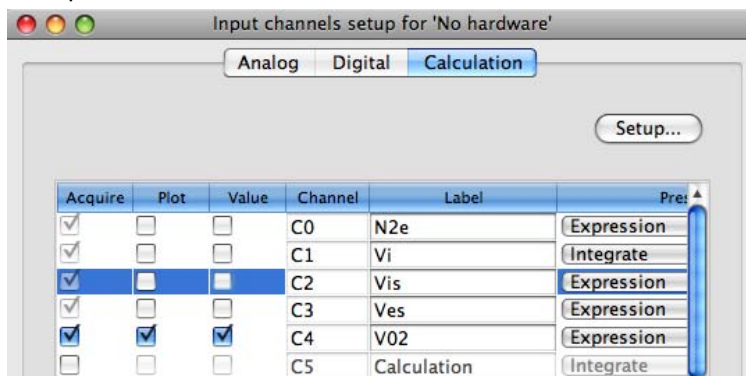 Input channels setup for 'No hardware'
Analog Digital Calculation
Setup...
Acquire Plot Value Channel Label
C0 N2e Expression
C1 Vi Integrate
C2 Vis Expression
C3 Ves Expression
C4 V02 Expression
C5 Calculation Integrate